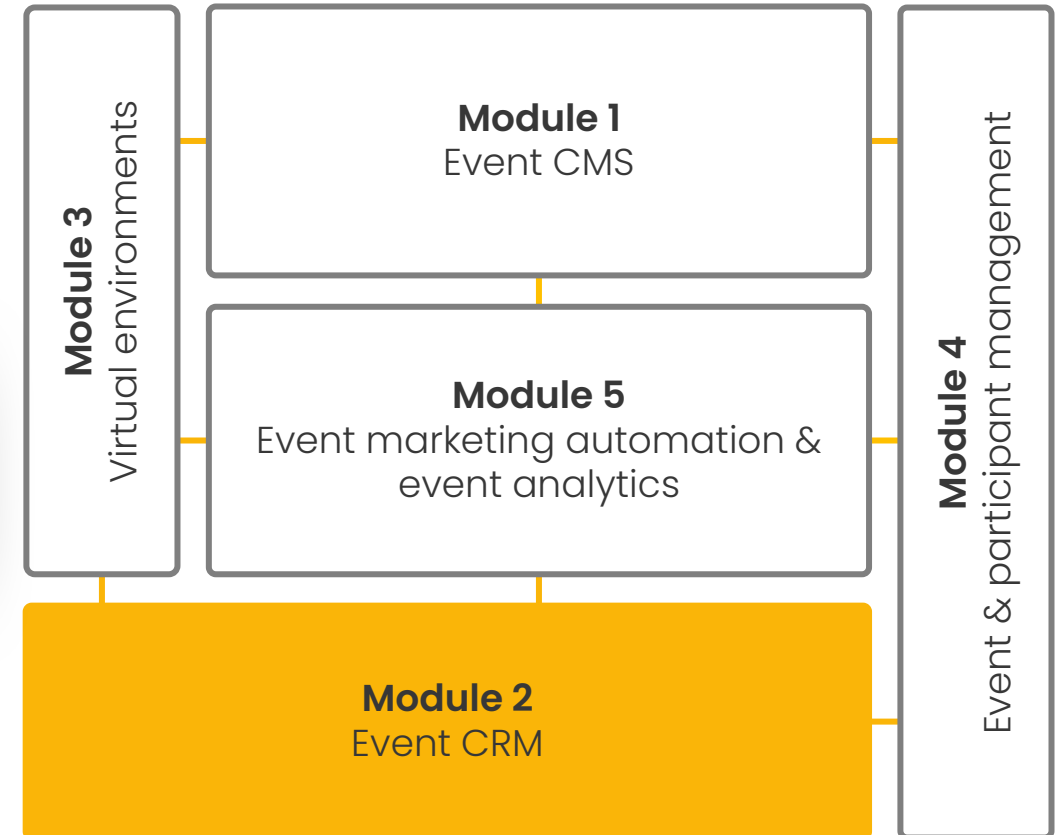 Module 3
Virtual environments
Module 1
Event CMS
Module 5
Event marketing automation &
event analytics
Module 2
Event CRM
Module 4
Event & participant management